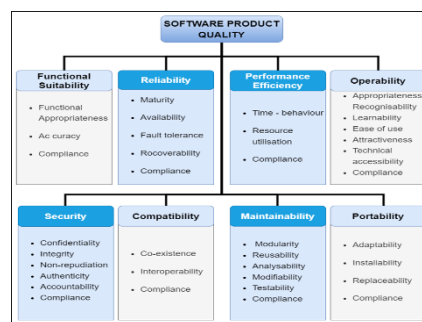 SOFTWARE PRODUCT
QUALITY
Functional
Suitability
Functional
Appropriateness
Ac curacy
Compliance
Reliability
Maturity
Availability
Fault tolerance
Rocoverability
Compliance
Performance
Efficiency
Time - behaviour
Resource
utilisation
Compliance
Operability
Appropriateness
Recognisability
Learnability
Ease of use
Attractiveness
Technical
accessibility
Compliance
Security
Confidentiality
Integrity
Non-repudiation
Authenticity
Accountability
Compliance
Compatibility
Co-existence
Interoperability
Compliance
Maintainability
Modularity
Reusability
Analysability
Modifiability
Testability
Compliance
Portability
Adaptability
Installability
Replaceability
Compliance